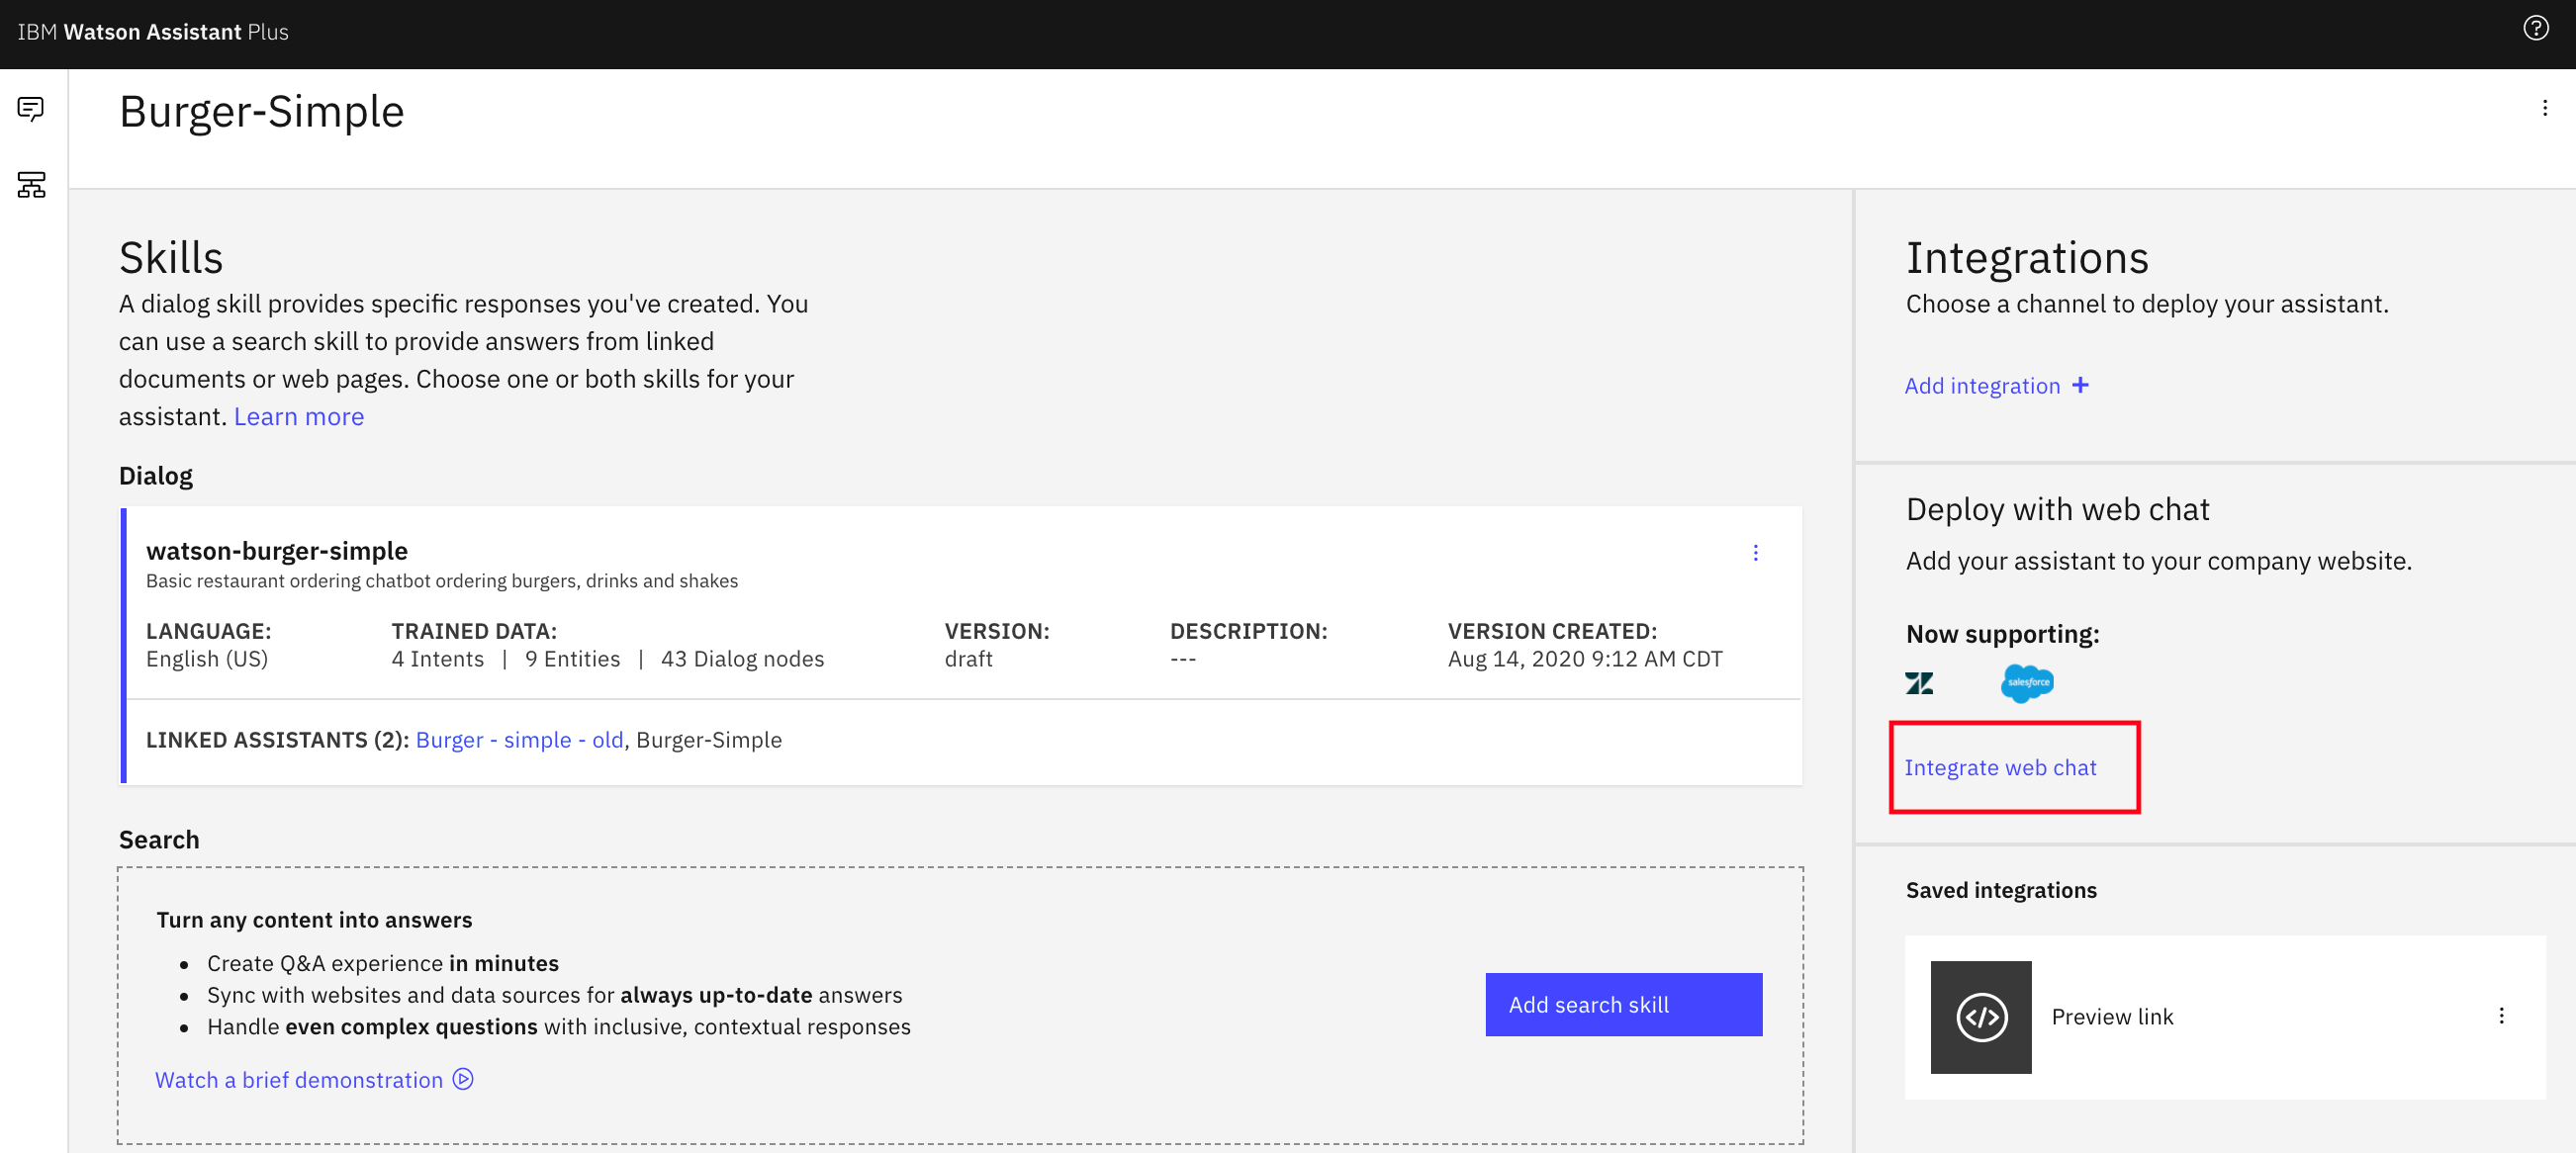 IBM Watson Assistant Plus
Burger-Simple
Skills
A dialog skill provides specific responses you've created. You
can use a search skill to provide answers from linked
documents or web pages. Choose one or both skills for your
assistant. Learn more
Dialog
watson-burger-simple
Basic restaurant ordering chatbot ordering burgers, drinks and shakes
LANGUAGE: TRAINED DATA: VERSION: DESCRIPTION: VERSION CREATED:
English (US) 4 Intents | 9 Entities | 43 Dialog nodes draft --- Aug 14, 2020 9:12 AM CDT
LINKED ASSISTANTS (2): Burger - simple - old, Burger-Simple
Search
Turn any content into answers
• Create Q&A experience in minutes
• Sync with websites and data sources for always up-to-date answers
• Handle even complex questions with inclusive, contextual responses
Add search skill
Watch a brief demonstration
Integrations
Choose a channel to deploy your assistant.
Add integration +
Deploy with web chat
Add your assistant to your company website.
Now supporting:
salesforce
Integrate web chat
Saved integrations
Preview link